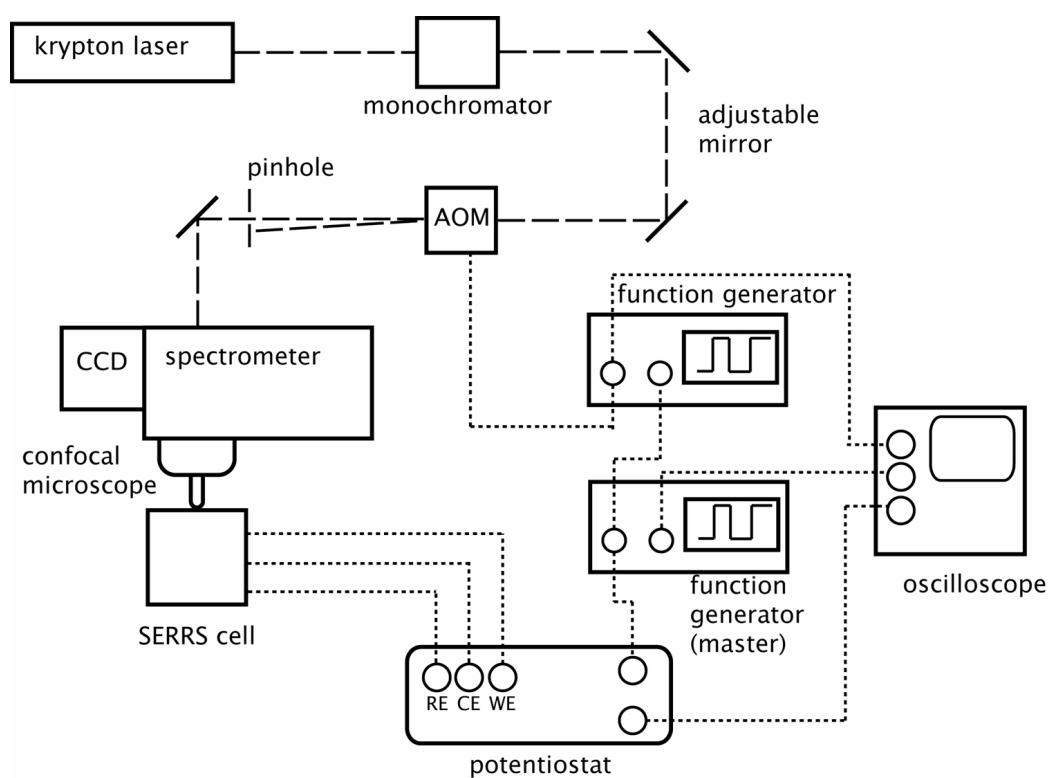 krypton laser
monochromator
adjustable
mirror
pinhole
AOM
function generator
CCD
spectrometer
confocal
microscope
function
generator
(master)
oscilloscope
SERRS cell
RE CE WE
potentiostat